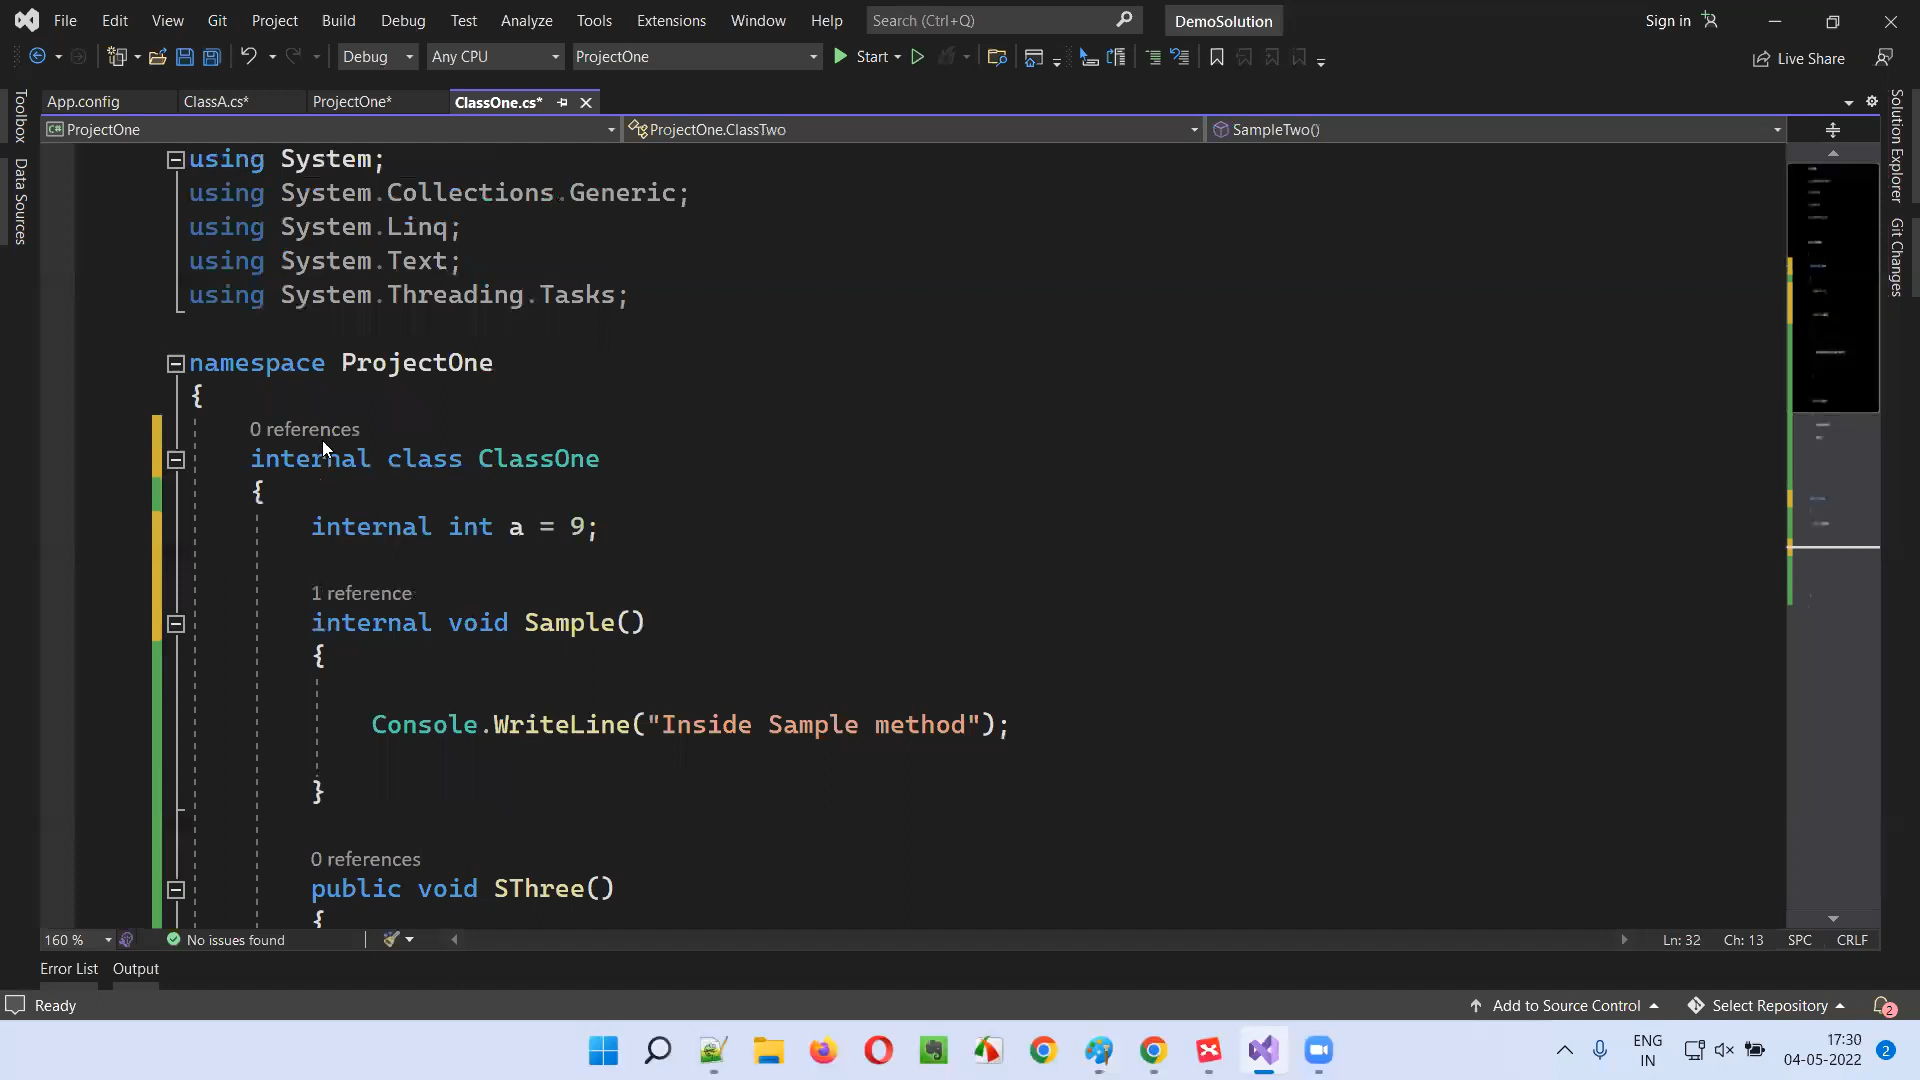 File Edit View Git Project Build Debug Test Analyze Tools Extensions Window Help Search (Ctrl+Q) DemoSolution Sign in
Debug Any CPU ProjectOne Start Live Share
App.config ClassA.cs* ProjectOne* ClassOne.cs*
C# ProjectOne ProjectOne.ClassTwo SampleTwo()
Toolbox
Data Sources
Solution Explorer
Git Changes
using System;
using System.Collections.Generic;
using System.Linq;
using System.Text;
using System.Threading.Tasks;
namespace ProjectOne
{
0 references
internal class ClassOne
{
internal int a = 9;
1 reference
internal void Sample()
{
Console.WriteLine("Inside Sample method");
}
0 references
public void SThree()
{
160 % No issues found Ln: 32 Ch: 13 SPC CRLF
Error List Output
Ready Add to Source Control Select Repository 2
ENG
IN
17:30
04-05-2022
2